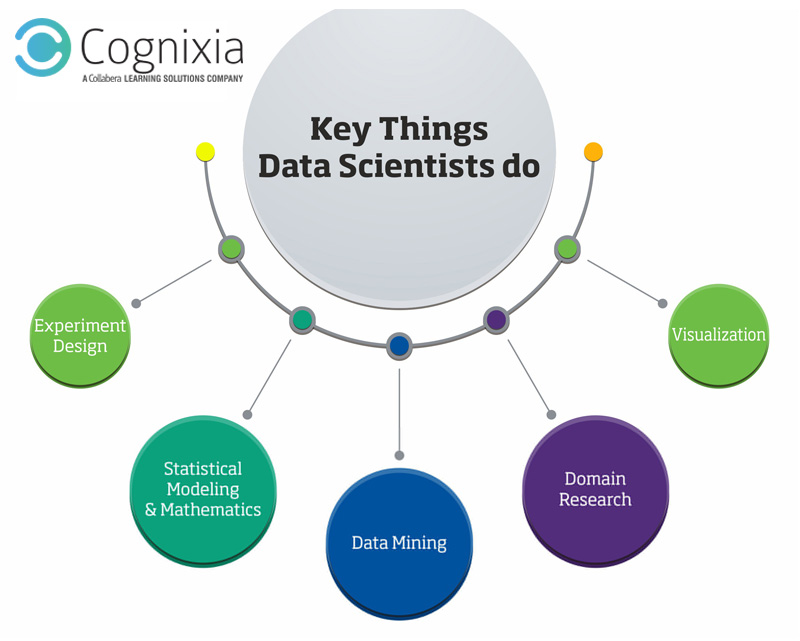 Cognixia
A Collabera LEARNING SOLUTIONS COMPANY
Key Things
Data Scientists do
Experiment
Design
Statistical
Modeling
& Mathematics
Data Mining
Domain
Research
Visualization